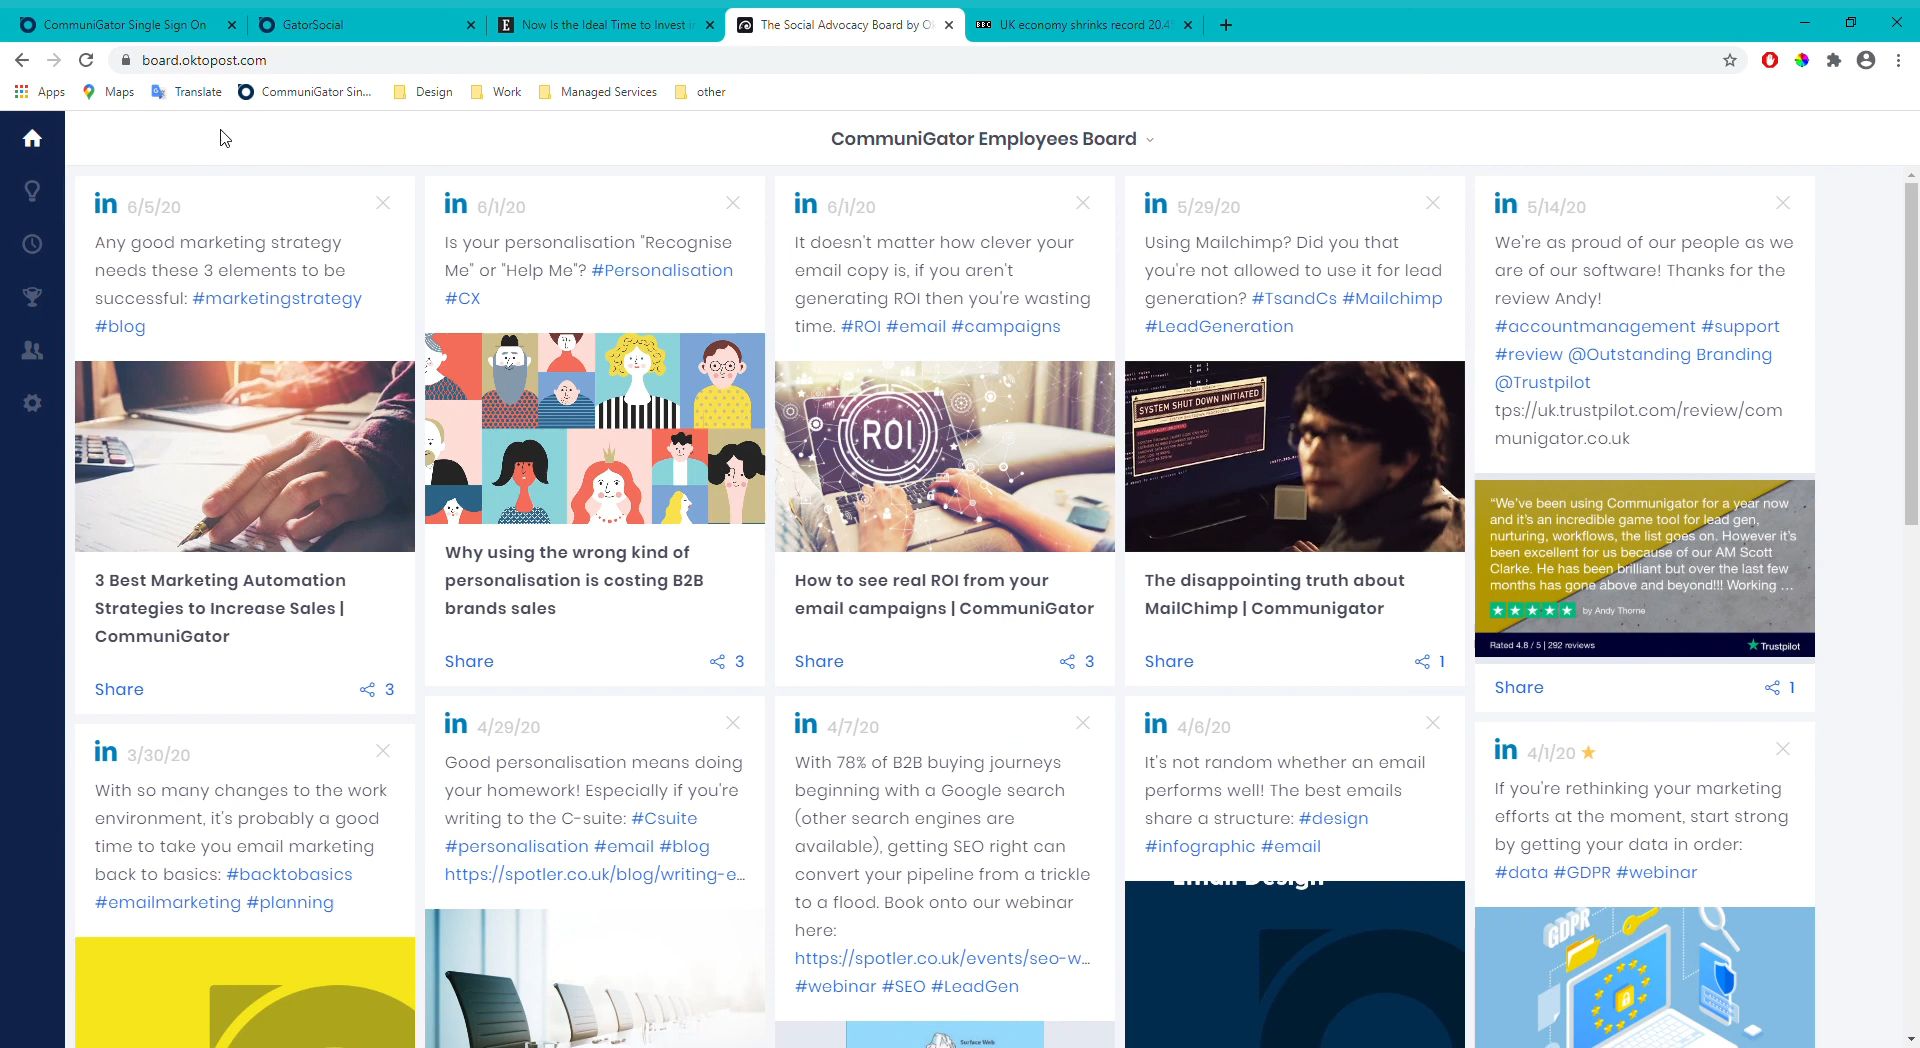 CommuniGator Single Sign On
GatorSocial
Now Is the Ideal Time to Invest i
The Social Advocacy Board by O
BBC UK economy shrinks record 20.4
board.oktopost.com
Apps
Maps
Translate
CommuniGator Sin...
Design
Work
Managed Services
other
CommuniGator Employees Board
in 6/5/20
Any good marketing strategy
needs these 3 elements to be
successful: #marketingstrategy
#blog
3 Best Marketing Automation
Strategies to Increase Sales |
CommuniGator
Share 3
in 6/1/20
Is your personalisation "Recognise
Me" or "Help Me"? #Personalisation
#CX
Why using the wrong kind of
personalisation is costing B2B
brands sales
Share 3
in 6/1/20
It doesn't matter how clever your
email copy is, if you aren't
generating ROI then you're wasting
time. #ROI #email #campaigns
ROI
How to see real ROI from your
email campaigns | CommuniGator
Share 3
in 5/29/20
Using Mailchimp? Did you that
you're not allowed to use it for lead
generation? #TsandCs #Mailchimp
#LeadGeneration
SYSTEM SHUT DOWN INITIATED
The disappointing truth about
MailChimp | Communigator
Share 1
in 5/14/20
We're as proud of our people as we
are of our software! Thanks for the
review Andy!
#accountmanagement #support
#review @Outstanding Branding
@Trustpilot
tps://uk.trustpilot.com/review/com
munigator.co.uk
"We've been using Communigator for a year now
and it's an incredible game tool for lead gen,
nurturing, workflows, the list goes on. However it's
been excellent for us because of our AM Scott
Clarke. He has been brilliant but over the last few
months has gone above and beyond!!! Working ...
by Andy Thorne
Rated 4.8 / 5 | 292 reviews
Trustpilot
Share 1
in 3/30/20
With so many changes to the work
environment, it's probably a good
time to take you email marketing
back to basics: #backtobasics
#emailmarketing #planning
in 4/29/20
Good personalisation means doing
your homework! Especially if you're
writing to the C-suite: #Csuite
#personalisation #email #blog
https://spotler.co.uk/blog/writing-e...
in 4/7/20
With 78% of B2B buying journeys
beginning with a Google search
(other search engines are
available), getting SEO right can
convert your pipeline from a trickle
to a flood. Book onto our webinar
here:
https://spotler.co.uk/events/seo-w...
#webinar #SEO #LeadGen
Surface Web
in 4/6/20
It's not random whether an email
performs well! The best emails
share a structure: #design
#infographic #email
Email Design
in 4/1/20
If you're rethinking your marketing
efforts at the moment, start strong
by getting your data in order:
#data #GDPR #webinar
GDPR